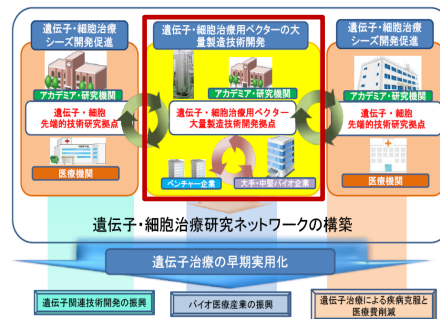 遺伝子・細胞治療
シーズ開発促進
アカデミア・研究機関
遺伝子・細胞
先端的技術研究拠点
医療機関
遺伝子・細胞治療用ベクターの大
量製造技術開発
アカデミア・研究機関
遺伝子・細胞治療用ベクター
大量製造技術開発拠点
ベンチャー企業
大手・中堅バイオ企業
遺伝子・細胞治療
シーズ開発促進
アカデミア・研究機関
遺伝子・細胞
先端的技術研究拠点
医療機関
遺伝子・細胞治療研究ネットワークの構築
遺伝子治療の早期実用化
遺伝子関連技術開発の振興
バイオ医療産業の振興
遺伝子治療による疾病克服と
医療費削減